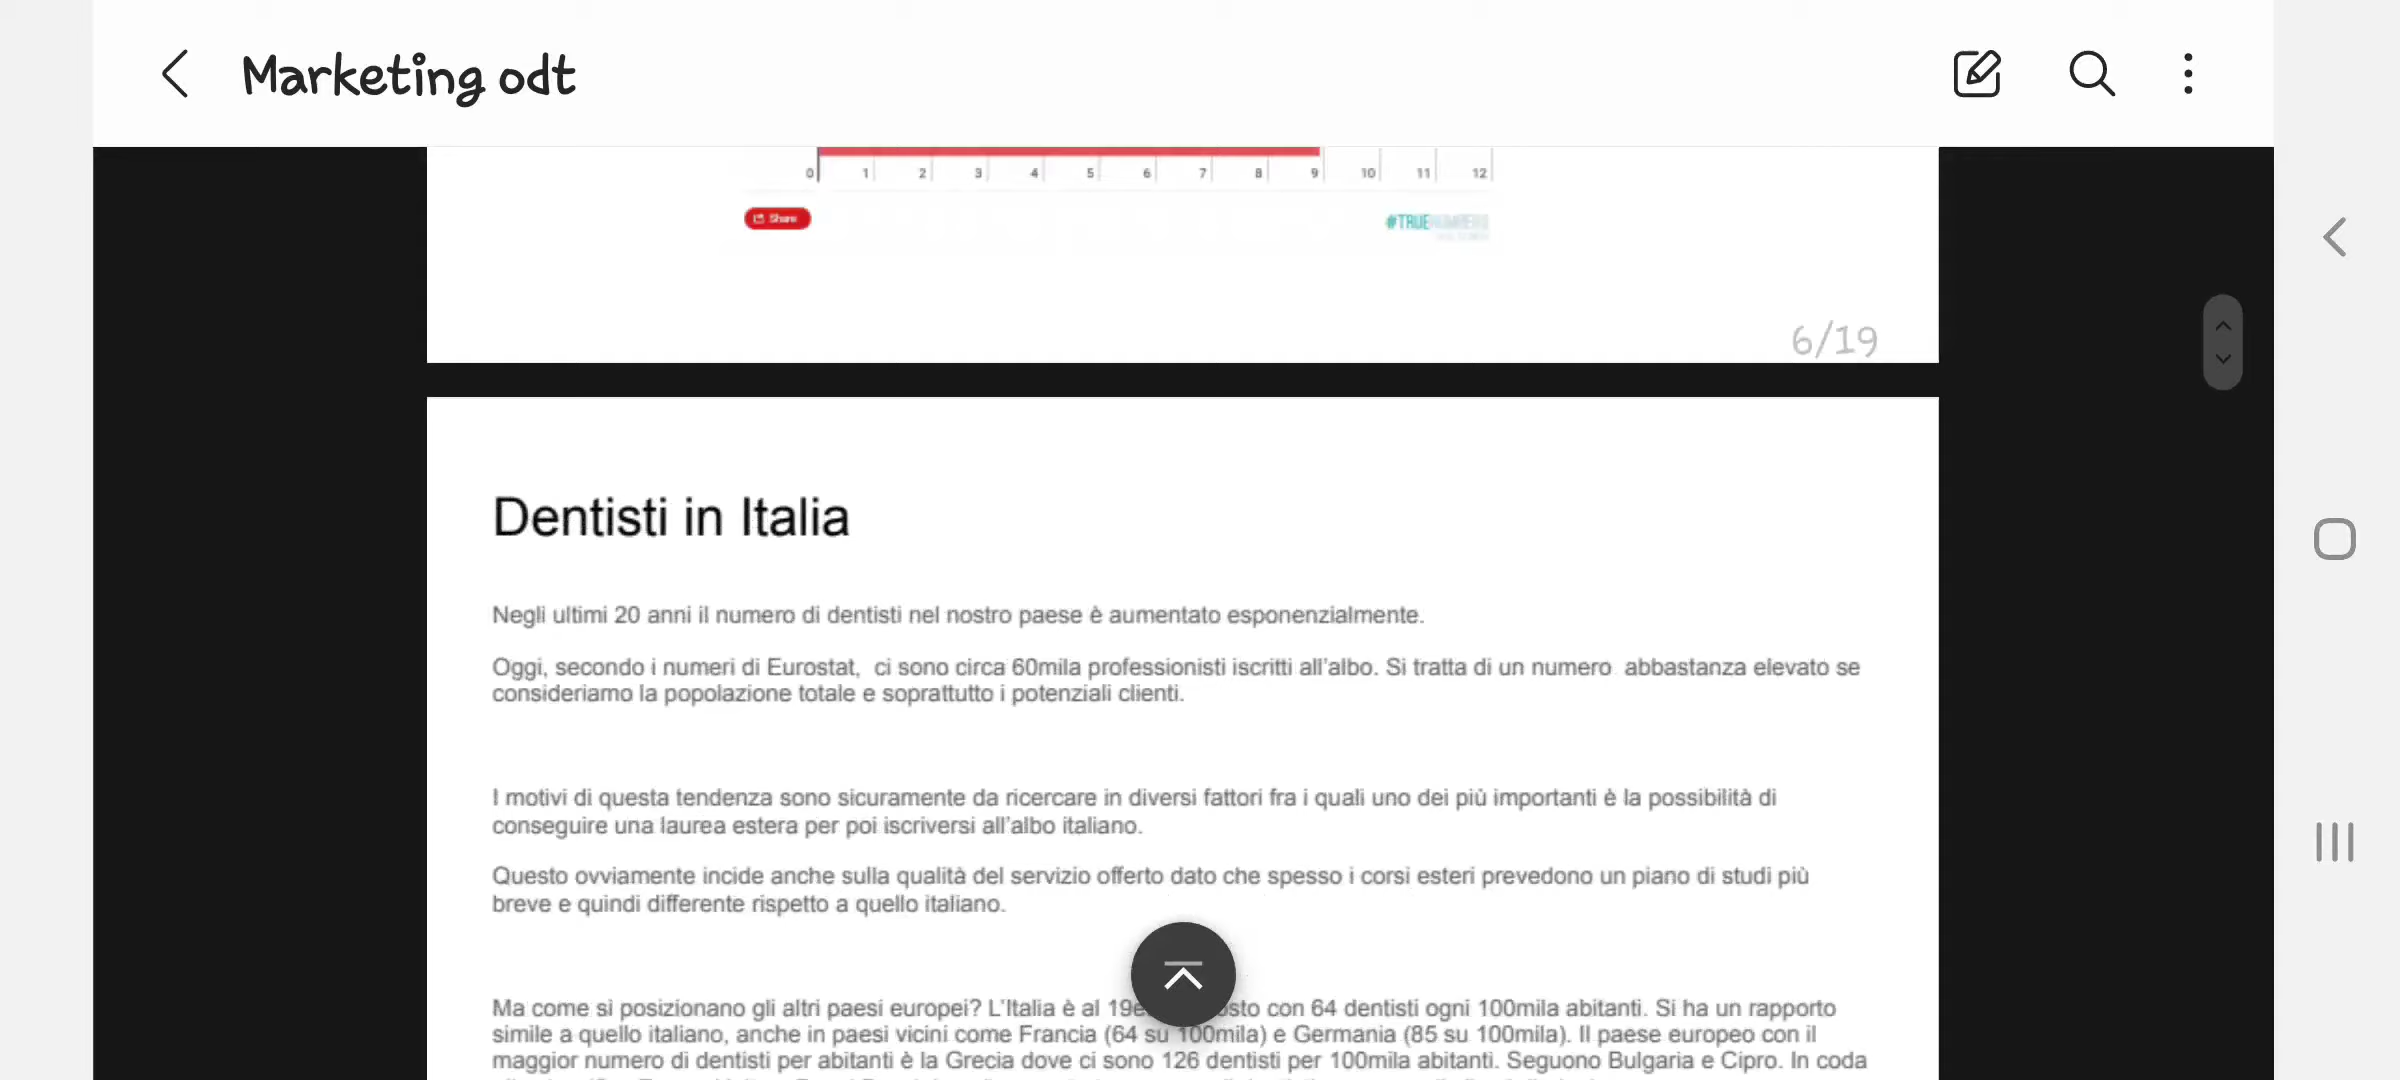 Marketing odt
0 1 2 3 4 5 6 7 8 9 10 11 12
Share
#TRUENUMBERS
6/19
Dentisti in Italia
Negli ultimi 20 anni il numero di dentisti nel nostro paese è aumentato esponenzialmente.
Oggi, secondo i numeri di Eurostat, ci sono circa 60mila professionisti iscritti all'albo. Si tratta di un numero abbastanza elevato se
consideriamo la popolazione totale e soprattutto i potenziali clienti.
I motivi di questa tendenza sono sicuramente da ricercare in diversi fattori fra i quali uno dei più importanti è la possibilità di
conseguire una laurea estera per poi iscriversi all'albo italiano.
Questo ovviamente incide anche sulla qualità del servizio offerto dato che spesso i corsi esteri prevedono un piano di studi più
breve e quindi differente rispetto a quello italiano.
Ma come si posizionano gli altri paesi europei? L'Italia è al con 64 dentisti ogni 100mila abitanti. Si ha un rapporto
simile a quello italiano, anche in paesi vicini come Francia (64 su 100mila) e Germania (85 su 100mila). Il paese europeo con il
maggior numero di dentisti per abitanti è la Grecia dove ci sono 126 dentisti per 100mila abitanti. Seguono Bulgaria e Cipro. In coda